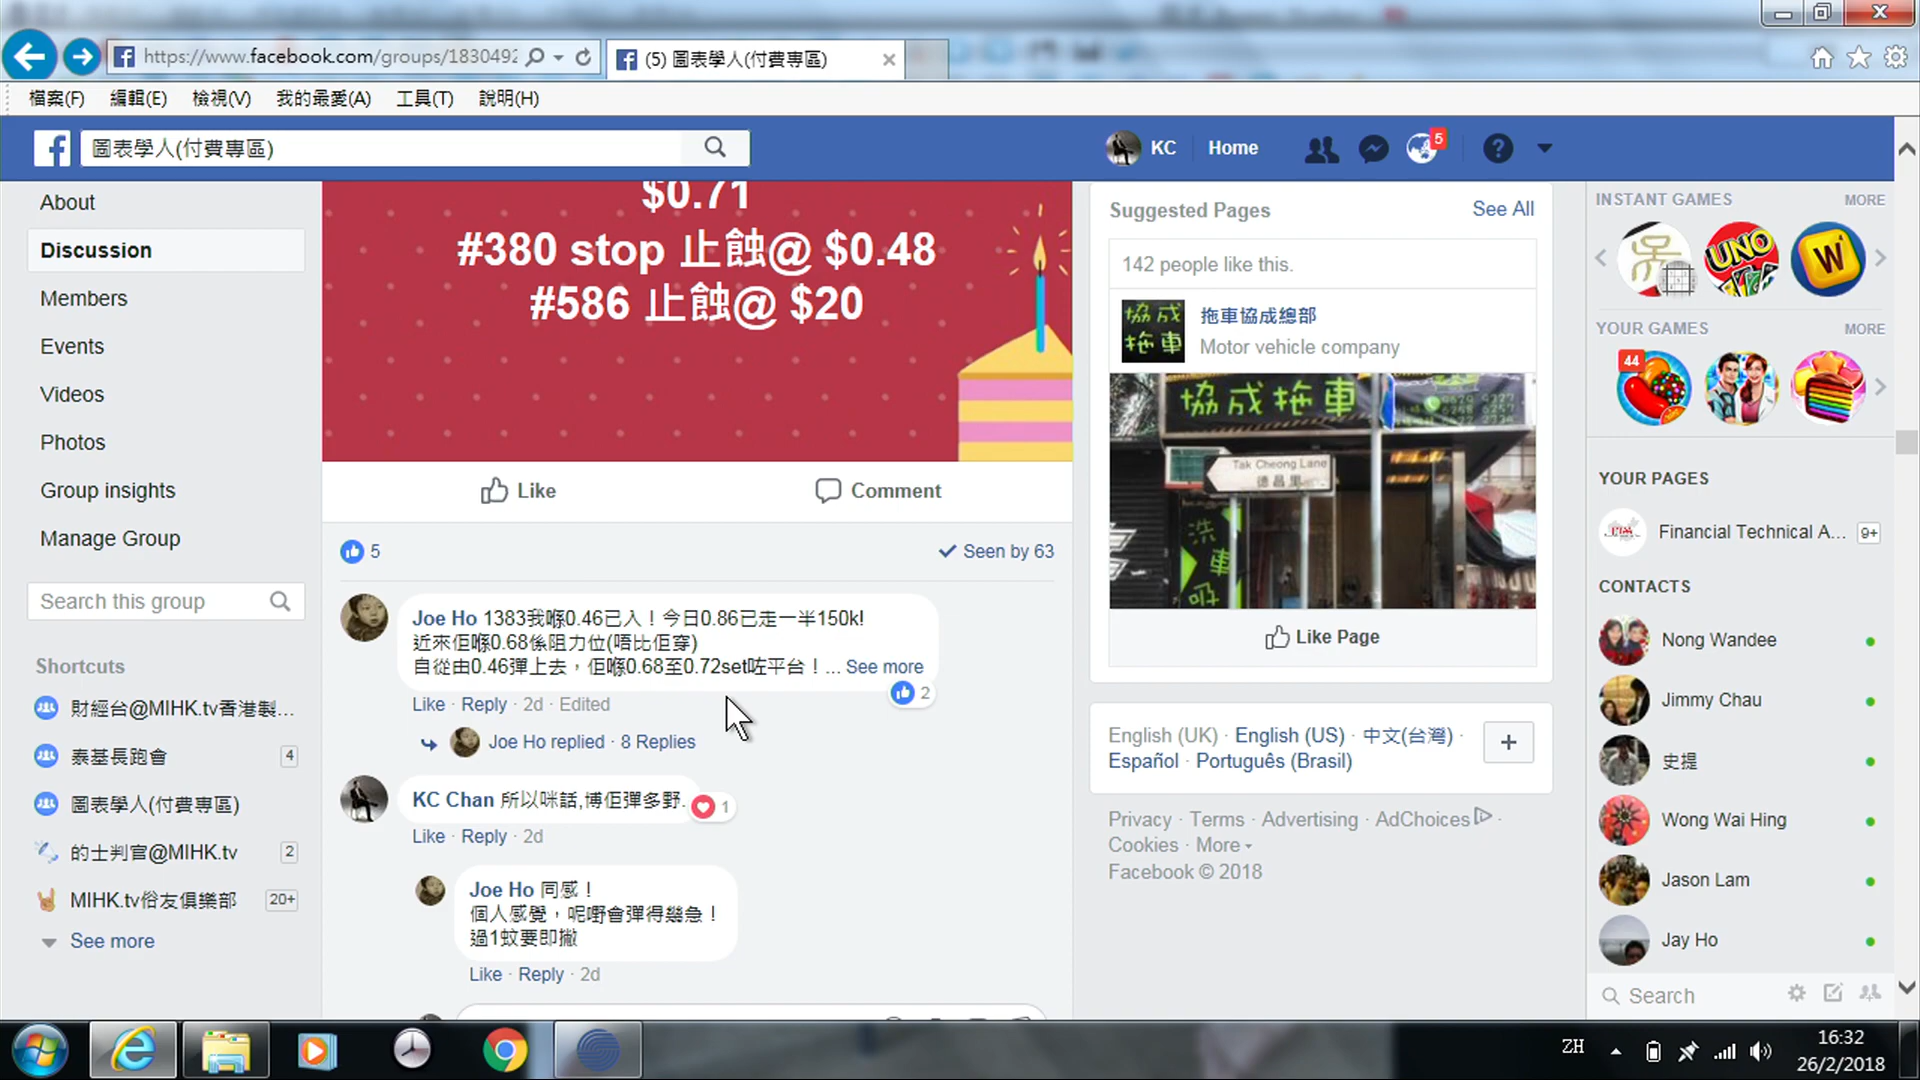 https://www.facebook.com/groups/1830492
(5) 圖表學人(付費專區)
檔案(F) 編輯(E) 檢視(V) 我的最愛(A) 工具(T) 說明(H)
圖表學人(付費專區)
KC Home 5
About
Discussion
Members
Events
Videos
Photos
Group insights
Manage Group
Search this group
Shortcuts
財經台@MIHK.tv香港製...
泰基長跑會 4
圖表學人(付費專區)
的士判官@MIHK.tv 2
MIHK.tv俗友俱樂部 20+
See more
$0.71
#380 stop 止蝕@ $0.48
#586 止蝕@ $20
Like Comment
5 Seen by 63
Joe Ho 1383我喺0.46已入！今日0.86已走一半150k!
近來佢喺0.68係阻力位(唔比佢穿)
自從由0.46彈上去，佢喺0.68至0.72set咗平台！... See more
2
Like · Reply · 2d · Edited
Joe Ho replied · 8 Replies
KC Chan 所以咪話,博佢彈多野.
1
Like · Reply · 2d
Joe Ho 同感！
個人感覺，呢嘢會彈得幾急！
過1蚊要即撇
Like · Reply · 2d
Suggested Pages See All
142 people like this.
協成
拖車
拖車協成總部
Motor vehicle company
協成拖車
Tak Cheong Lane
德昌里
洗車
Like Page
English (UK) · English (US) · 中文(台灣) ·
Español · Português (Brasil)
+
Privacy · Terms · Advertising · AdChoices ·
Cookies · More
Facebook © 2018
INSTANT GAMES MORE
UNO
W
YOUR GAMES MORE
44
YOUR PAGES
Financial Technical A... 9+
CONTACTS
Nong Wandee
Jimmy Chau
史提
Wong Wai Hing
Jason Lam
Jay Ho
Search
ZH
16:32
26/2/2018